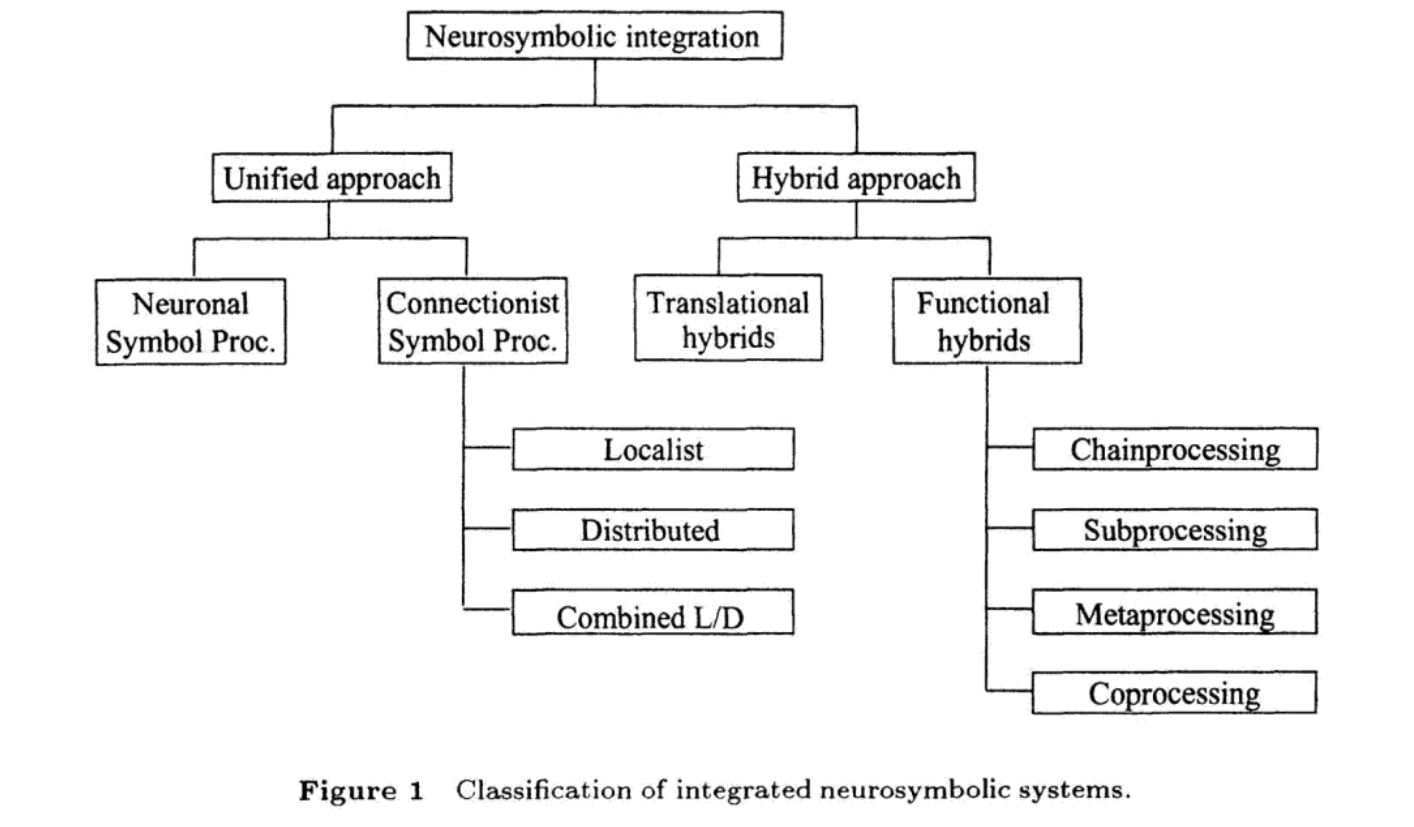 Neurosymbolic integration
Unified approach
Hybrid approach
Neuronal
Symbol Proc.
Connectionist
Symbol Proc.
Translational
hybrids
Functional
hybrids
Localist
Distributed
Combined L/D
Chainprocessing
Subprocessing
Metaprocessing
Coprocessing
Figure 1 Classification of integrated neurosymbolic systems.